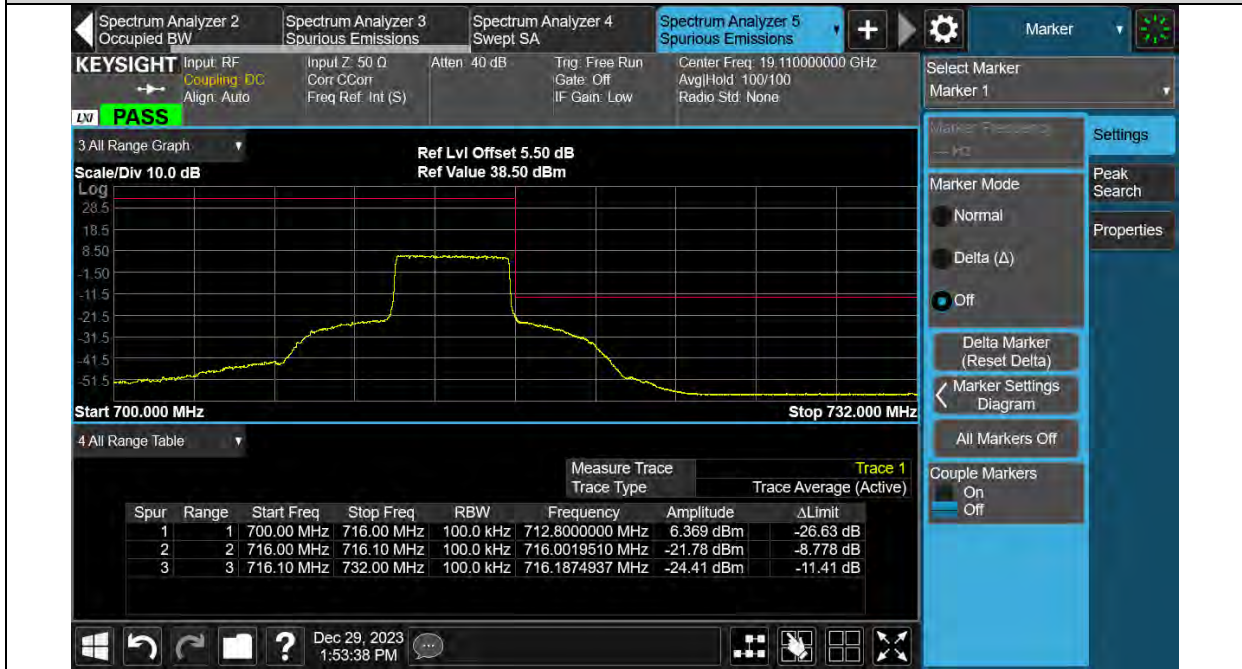 Spectrum Analyzer 2
Occupied BW
Spectrum Analyzer 3
Spurious Emissions
Spectrum Analyzer 4
Swept SA
Spectrum Analyzer 5
Spurious Emissions
+
Marker
KEYSIGHT
Input: RF
Coupling: DC
Align: Auto
Input Z: 50 Ω
Corr CCorr
Freq Ref: Int (S)
Atten: 40 dB
Trig: Free Run
Gate: Off
IF Gain: Low
Center Freq: 19.110000000 GHz
Avg|Hold: 100/100
Radio Std: None
LXI
PASS
Select Marker
Marker 1
3 All Range Graph
Ref Lvl Offset 5.50 dB
Scale/Div 10.0 dB
Ref Value 38.50 dBm
Log
28.5
18.5
8.50
-1.50
-11.5
-21.5
-31.5
-41.5
-51.5
Start 700.000 MHz
Stop 732.000 MHz
Marker Frequency
--- Hz
Settings
Peak
Search
Properties
Marker Mode
Normal
Delta (Δ)
Off
Delta Marker
(Reset Delta)
Marker Settings
Diagram
All Markers Off
Couple Markers
On
Off
4 All Range Table
Measure Trace Trace 1
Trace Type Trace Average (Active)
Spur Range Start Freq Stop Freq RBW Frequency Amplitude ΔLimit
1 1 700.00 MHz 716.00 MHz 100.0 kHz 712.8000000 MHz 6.369 dBm -26.63 dB
2 2 716.00 MHz 716.10 MHz 100.0 kHz 716.0019510 MHz -21.78 dBm -8.778 dB
3 3 716.10 MHz 732.00 MHz 100.0 kHz 716.1874937 MHz -24.41 dBm -11.41 dB
?
Dec 29, 2023
1:53:38 PM